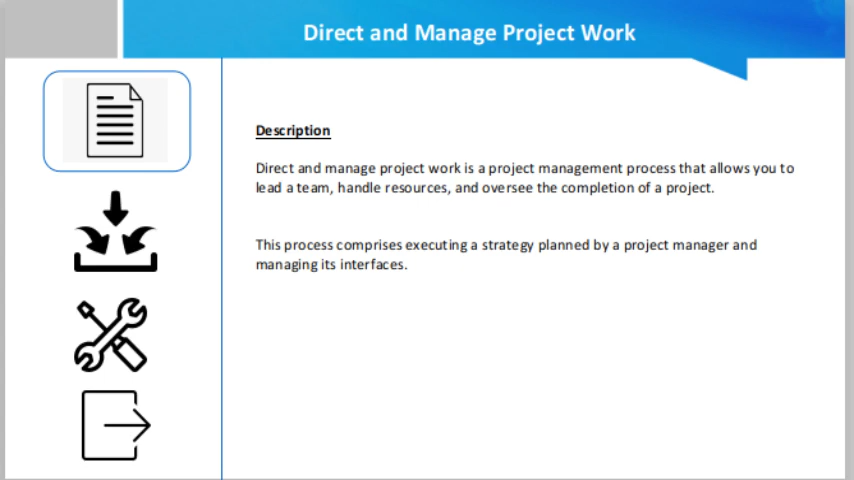 Direct and Manage Project Work
Description
Direct and manage project work is a project management process that allows you to
lead a team, handle resources, and oversee the completion of a project.
This process comprises executing a strategy planned by a project manager and
managing its interfaces.